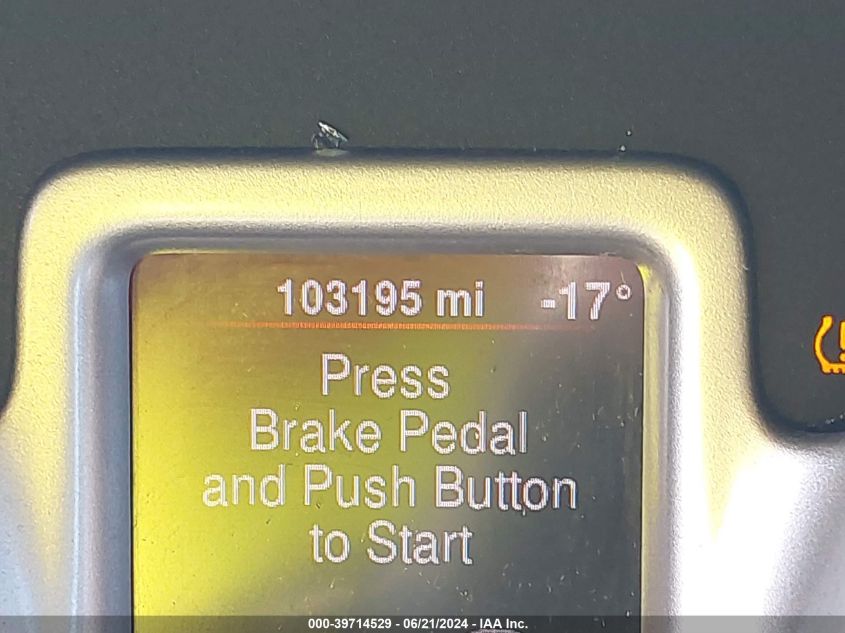 103195 mi -17°
Press
Brake Pedal
and Push Button
to Start
000-39714529 - 06/21/2024 - IAA Inc.